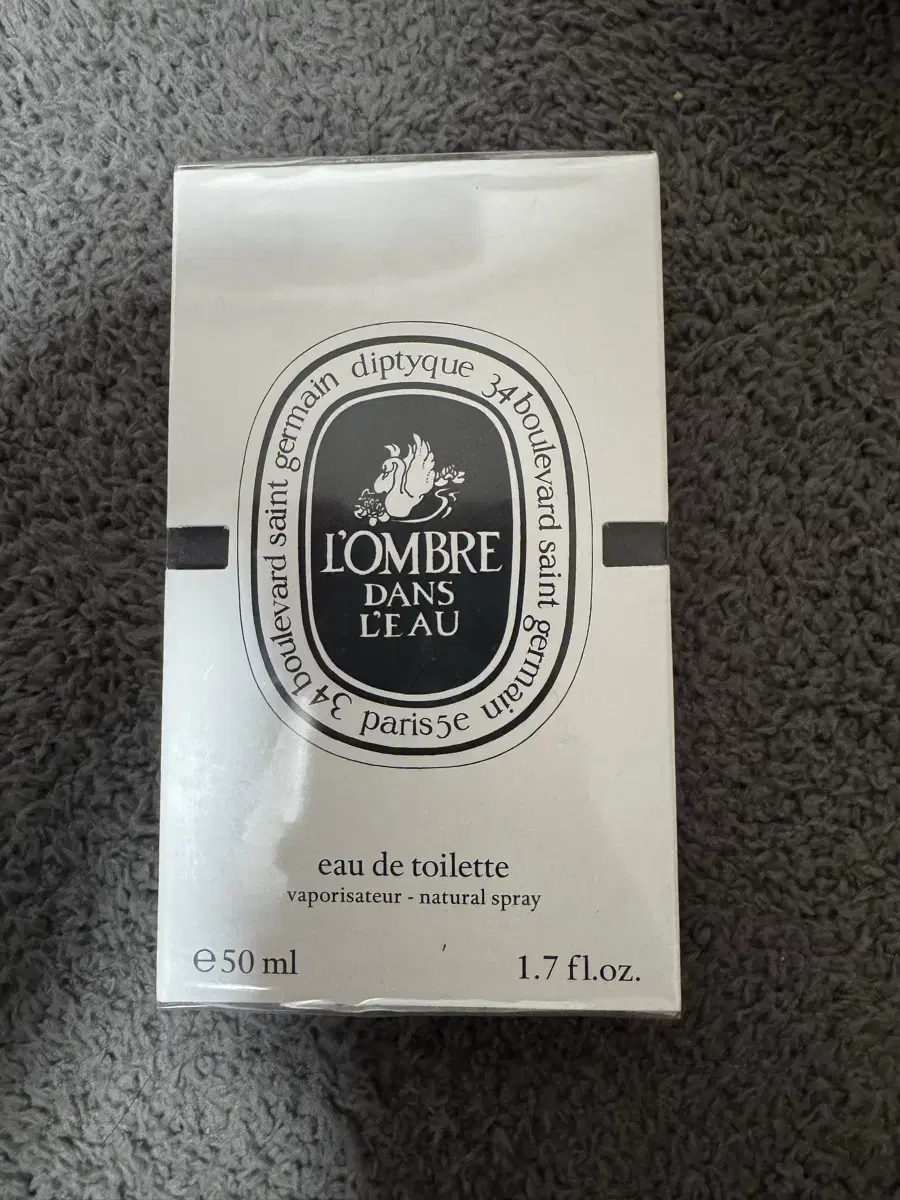 diptyque 34 boulevard saint germain paris5e 34 boulevard saint germain
L'OMBRE
DANS
L'EAU
eau de toilette
vaporisateur - natural spray
e 50 ml
1.7 fl.oz.